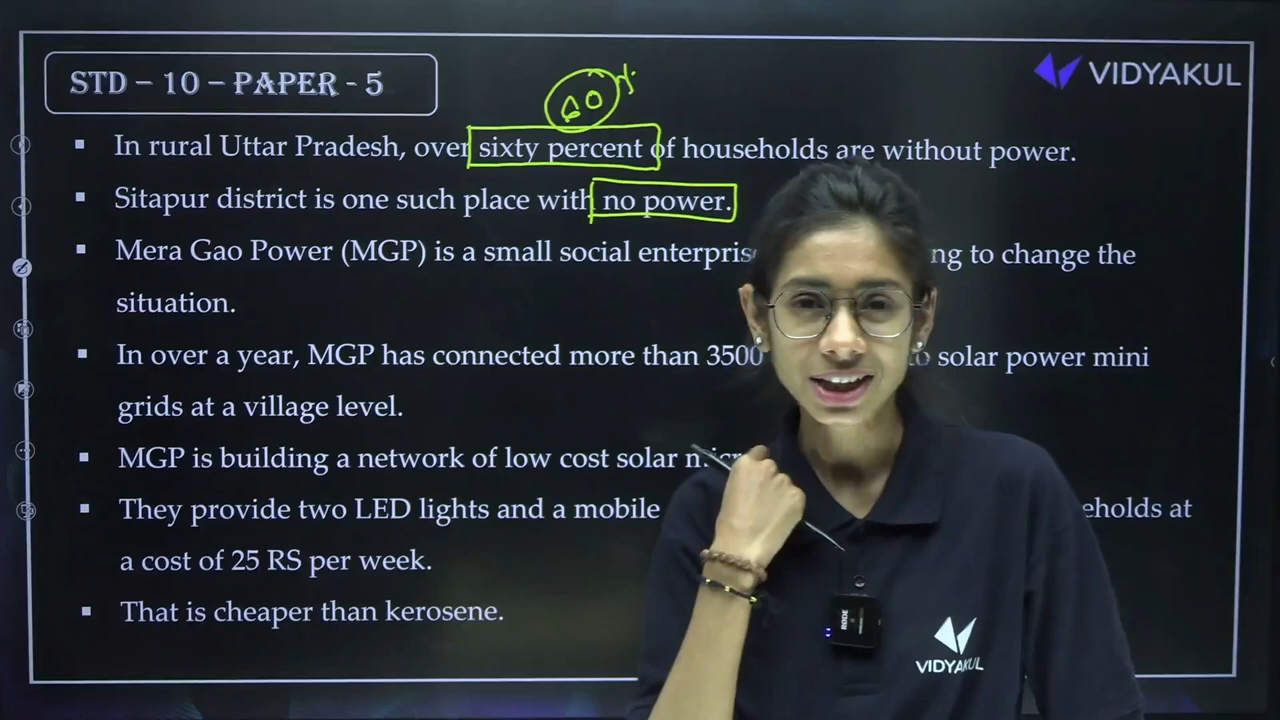 STD – 10 – PAPER - 5
VIDYAKUL
60%
▪ In rural Uttar Pradesh, over sixty percent of households are without power.
▪ Sitapur district is one such place with no power.
▪ Mera Gao Power (MGP) is a small social enterpris ng to change the
situation.
▪ In over a year, MGP has connected more than 3500 to solar power mini
grids at a village level.
▪ MGP is building a network of low cost solar micr
▪ They provide two LED lights and a mobile eholds at
a cost of 25 RS per week.
▪ That is cheaper than kerosene.
RODE
VIDYAKUL